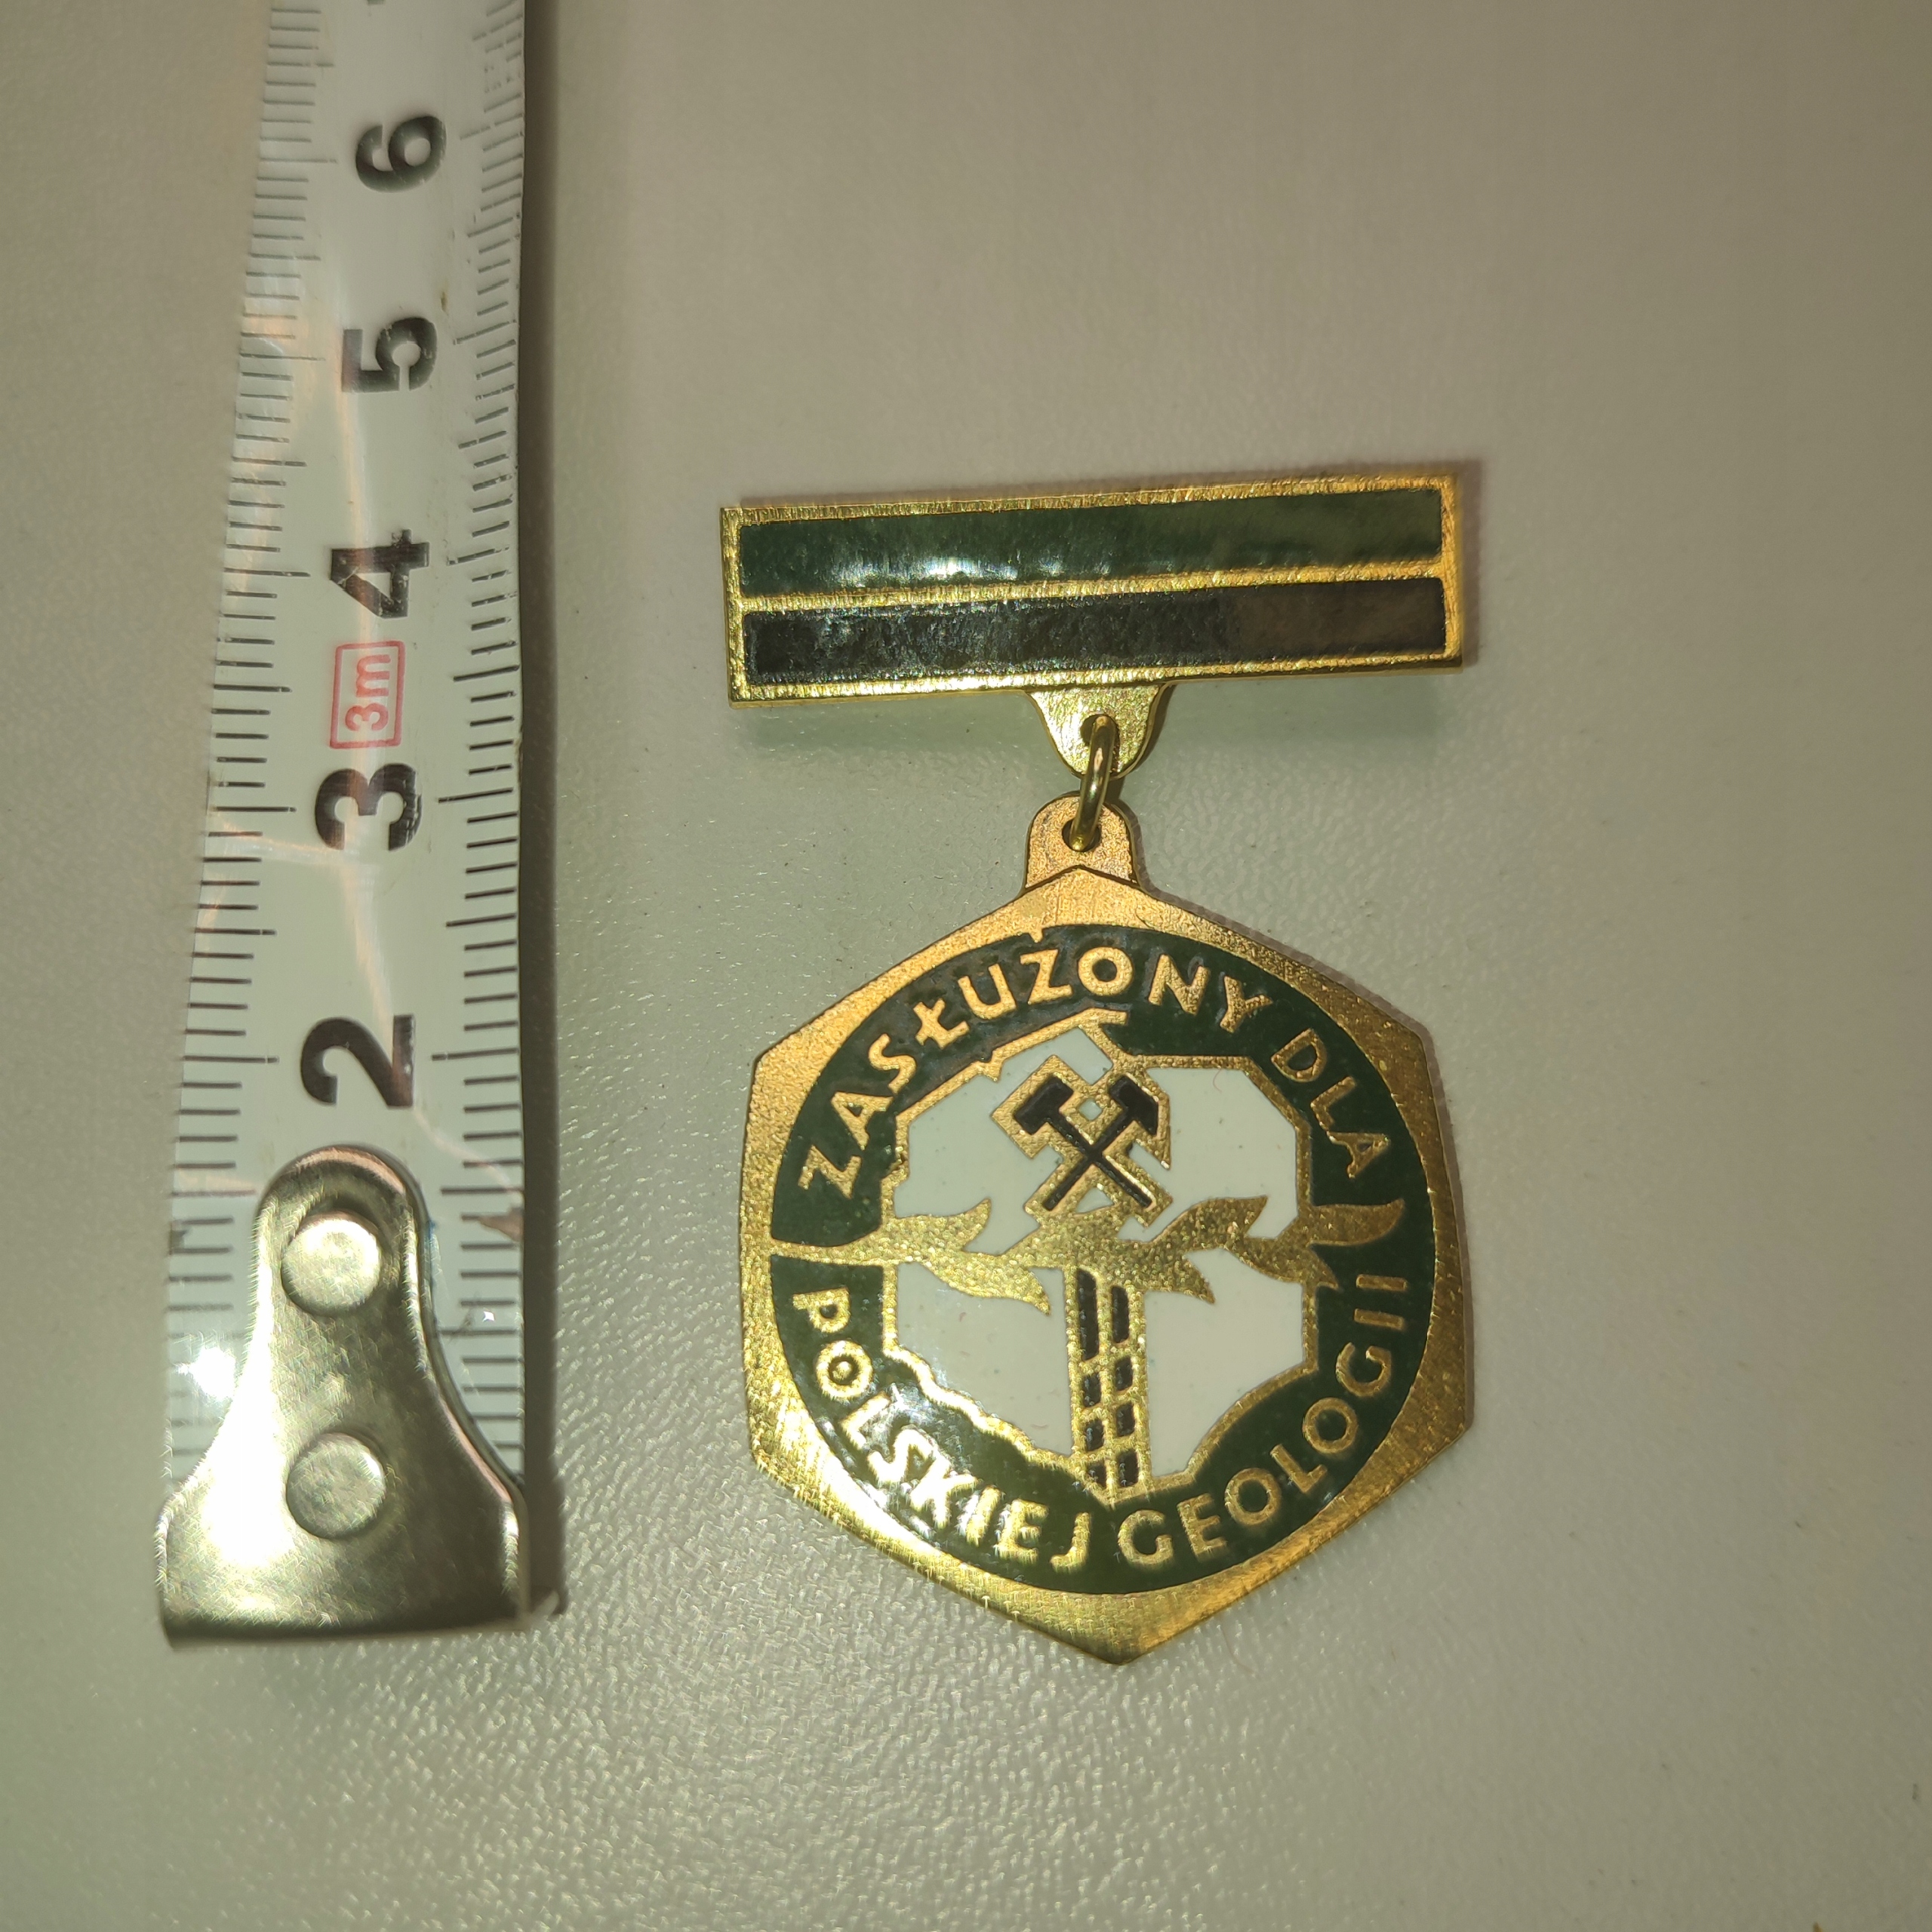 6
5
4
3m
3
2
ZASŁUŻONY DLA
POLSKIEJ GEOLOGII